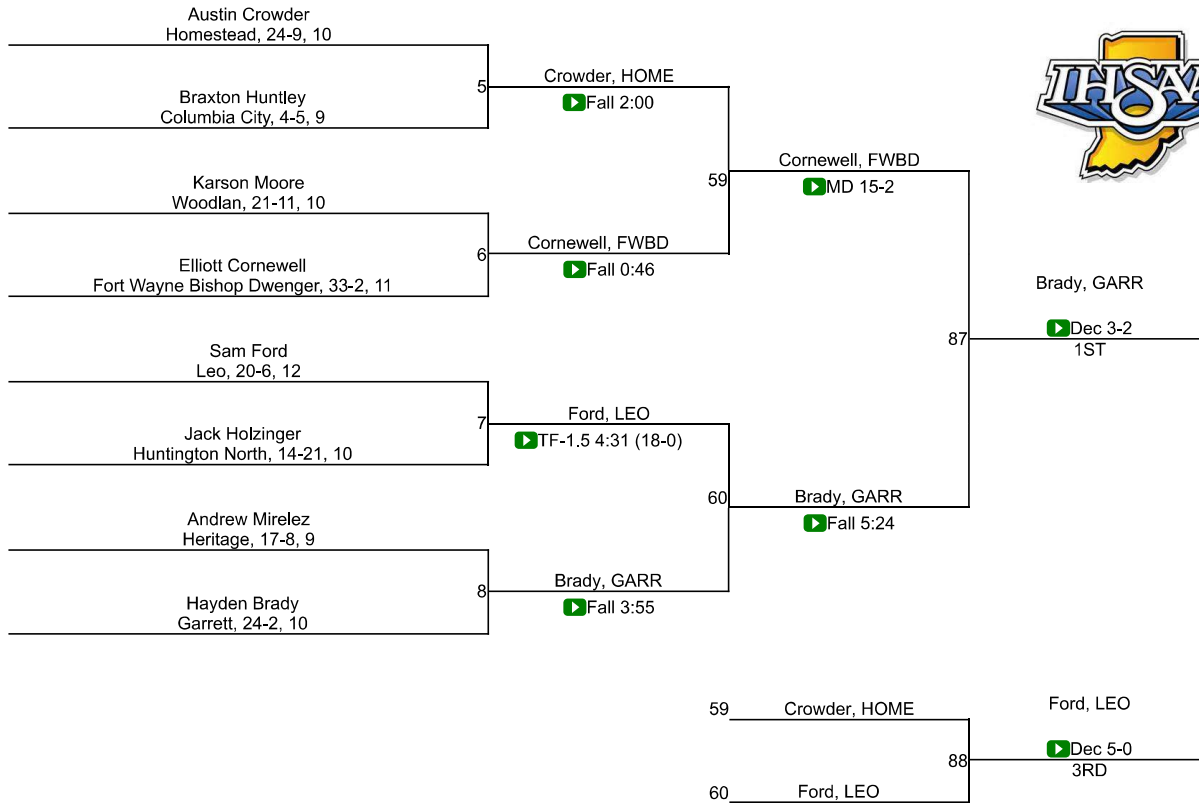 Austin Crowder
Homestead, 24-9, 10
Braxton Huntley
Columbia City, 4-5, 9
5
Crowder, HOME
Fall 2:00
Karson Moore
Woodlan, 21-11, 10
Elliott Cornewell
Fort Wayne Bishop Dwenger, 33-2, 11
6
Cornewell, FWBD
Fall 0:46
59
Cornewell, FWBD
MD 15-2
Sam Ford
Leo, 20-6, 12
Jack Holzinger
Huntington North, 14-21, 10
7
Ford, LEO
TF-1.5 4:31 (18-0)
Andrew Mirelez
Heritage, 17-8, 9
Hayden Brady
Garrett, 24-2, 10
8
Brady, GARR
Fall 3:55
60
Brady, GARR
Fall 5:24
87
Brady, GARR
Dec 3-2
1ST
IHSAA
59
Crowder, HOME
60
Ford, LEO
88
Ford, LEO
Dec 5-0
3RD